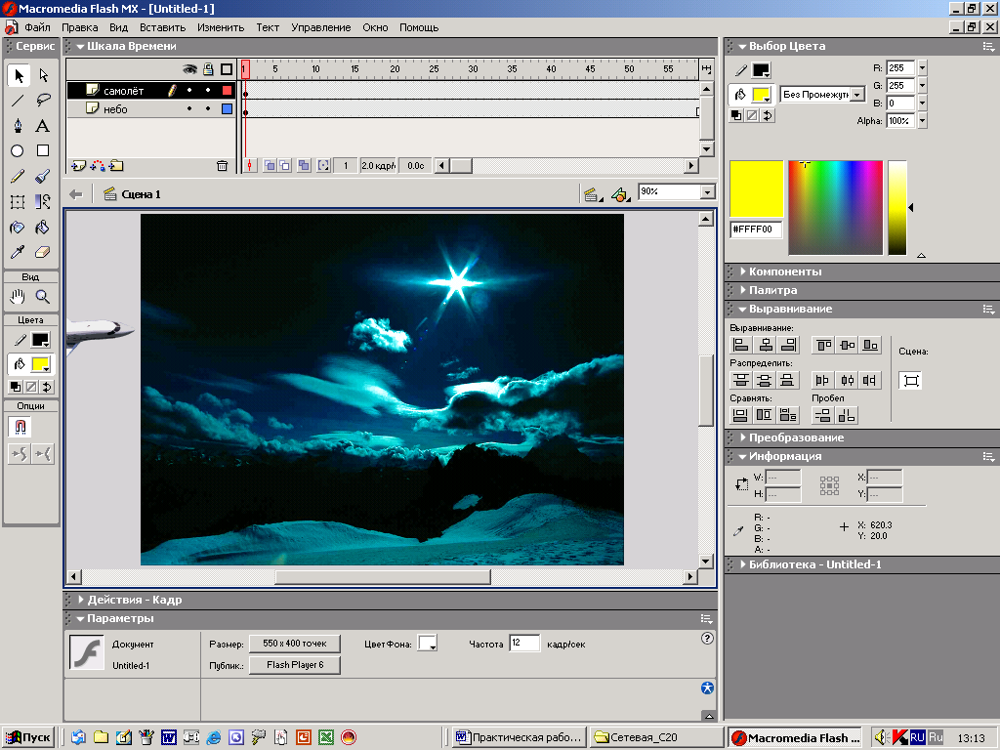 Macromedia Flash MX - [Untitled-1]
Файл Правка Вид Вставить Изменить Текст Управление Окно Помощь
Сервис
Шкала Времени
1 5 10 15 20 25 30 35 40 45 50 55
самолёт
небо
1 2.0 кадр/ 0.0с
Сцена 1
90%
Вид
Цвета
Опции
Выбор Цвета
R: 255
G: 255
Без Промежутк
B: 0
Alpha: 100%
#FFFF00
Компоненты
Палитра
Выравнивание
Выравнивание:
Сцена:
Распределить:
Сравнять: Пробел
Преобразование
Информация
W: --- X: ---
H: --- Y: ---
R: -
G: - X: 620.3
B: - Y: 20.0
A: -
Библиотека - Untitled-1
Действия - Кадр
Параметры
Документ Размер: 550 x 400 точек Цвет Фона: Частота 12 кадр/сек
Untitled-1 Публик.: Flash Player 6
Пуск Практическая рабо... Сетевая_C20 Macromedia Flash ... RU Ru 13:13